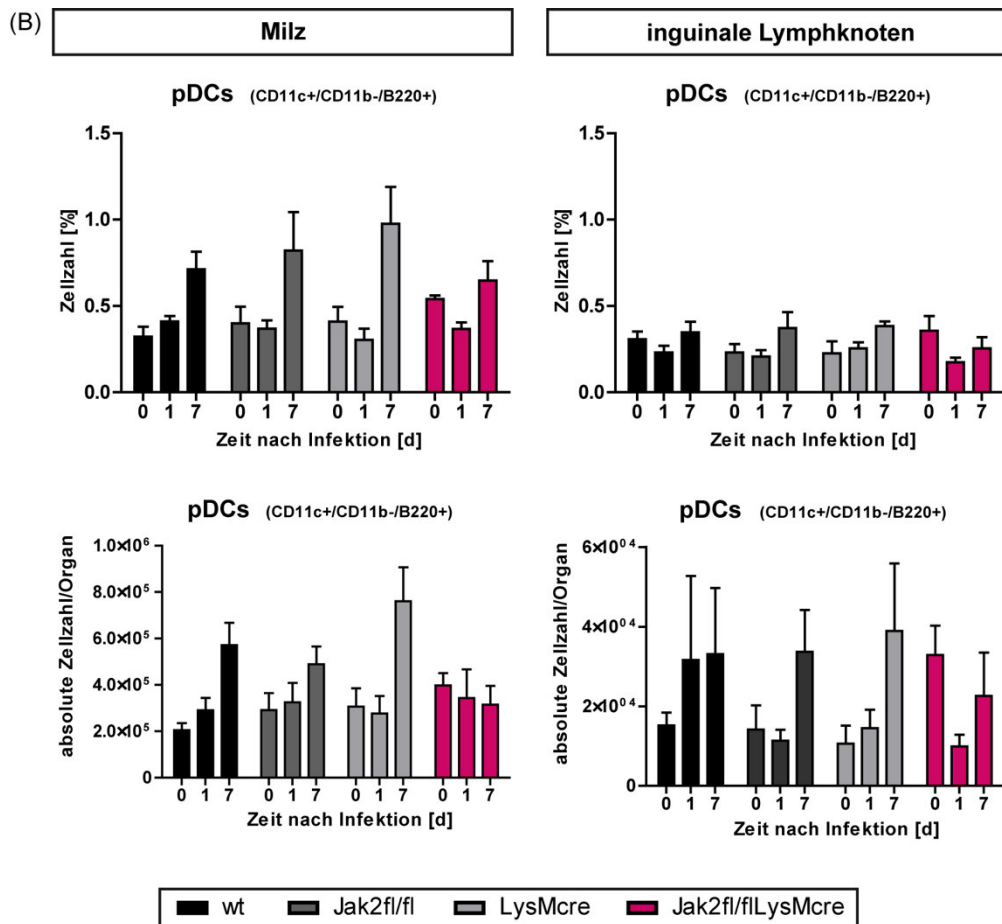 (B)
Milz
inguinale Lymphknoten
pDCs (CD11c+/CD11b-/B220+)
Zellzahl [%]
1.5
1.0
0.5
0.0
0 1 7 0 1 7 0 1 7 0 1 7
Zeit nach Infektion [d]
pDCs (CD11c+/CD11b-/B220+)
Zellzahl [%]
1.5
1.0
0.5
0.0
0 1 7 0 1 7 0 1 7 0 1 7
Zeit nach Infektion [d]
pDCs (CD11c+/CD11b-/B220+)
absolute Zellzahl/Organ
1.0×10⁶
8.0×10⁵
6.0×10⁵
4.0×10⁵
2.0×10⁵
0
0 1 7 0 1 7 0 1 7 0 1 7
Zeit nach Infektion [d]
pDCs (CD11c+/CD11b-/B220+)
absolute Zellzahl/Organ
6×10⁰⁴
4×10⁰⁴
2×10⁰⁴
0
0 1 7 0 1 7 0 1 7 0 1 7
Zeit nach Infektion [d]
wt Jak2fl/fl LysMcre Jak2fl/flLysMcre